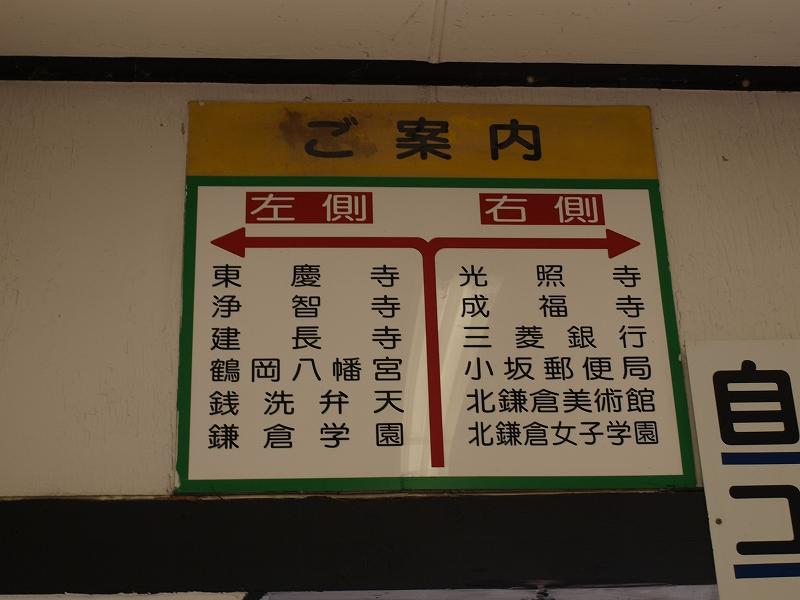 ご案内
左側
東慶寺
浄智寺
建長寺
鶴岡八幡宮
銭洗弁天
鎌倉学園
右側
光照寺
成福寺
三菱銀行
小坂郵便局
北鎌倉美術館
北鎌倉女子学園
自
コ